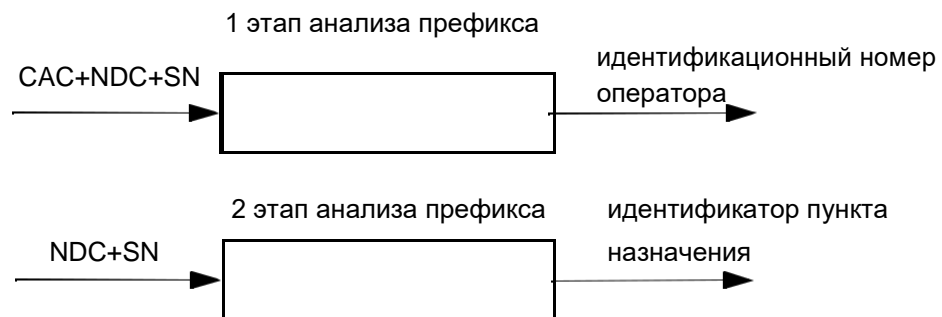 1 этап анализа префикса
идентификационный номер
CAC+NDC+SN
оператора
2 этап анализа префикса
идентификатор пункта
NDC+SN
назначения